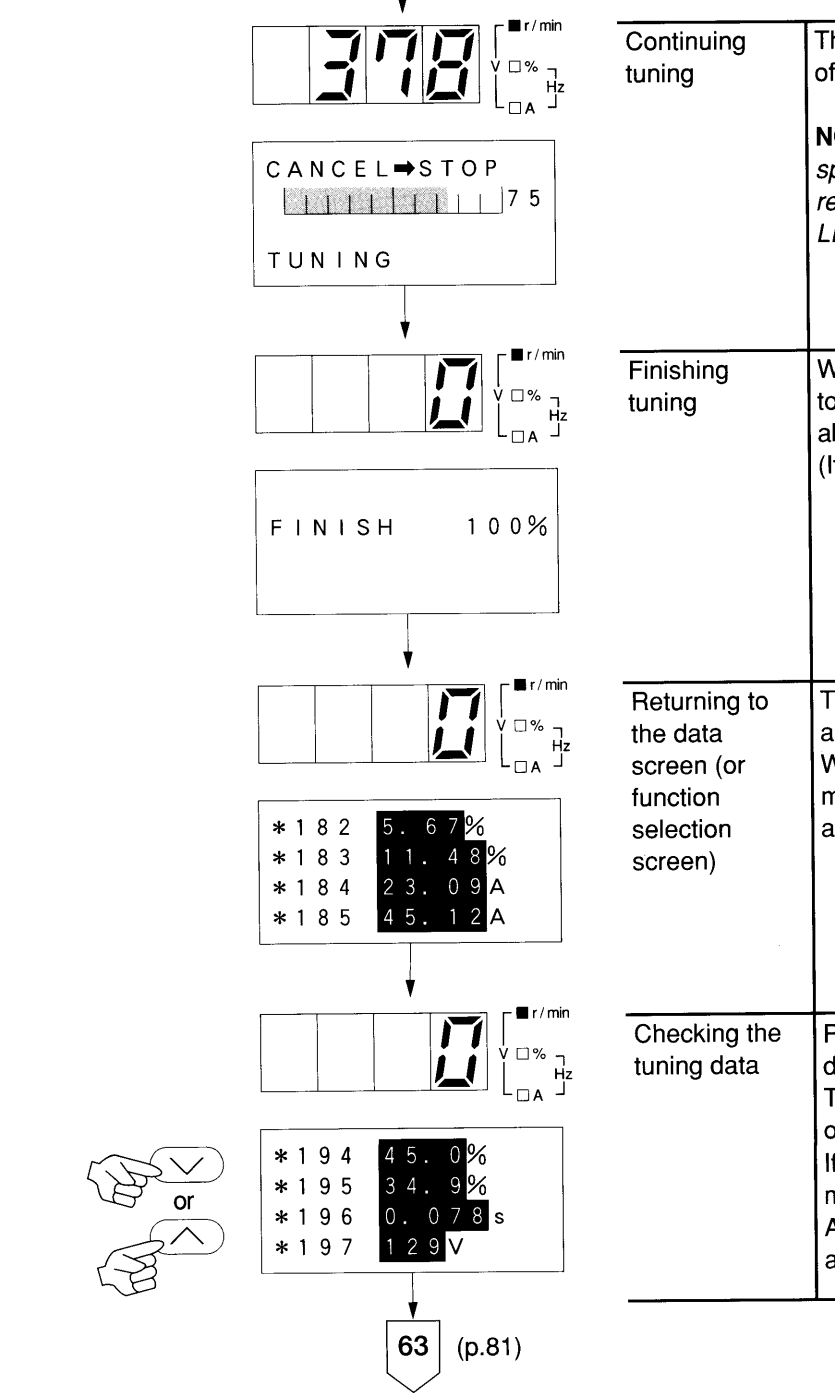 378
r/min
V % Hz
A
CANCEL➡STOP
75
TUNING
Continuing
tuning
of
0
r/min
V % Hz
A
FINISH 100%
Finishing
tuning
0
r/min
V % Hz
A
*182 5.67%
*183 11.48%
*184 23.09A
*185 45.12A
Returning to
the data
screen (or
function
selection
screen)
0
r/min
V % Hz
A
or
*194 45.0%
*195 34.9%
*196 0.078s
*197 129V
Checking the
tuning data
63 (p.81)